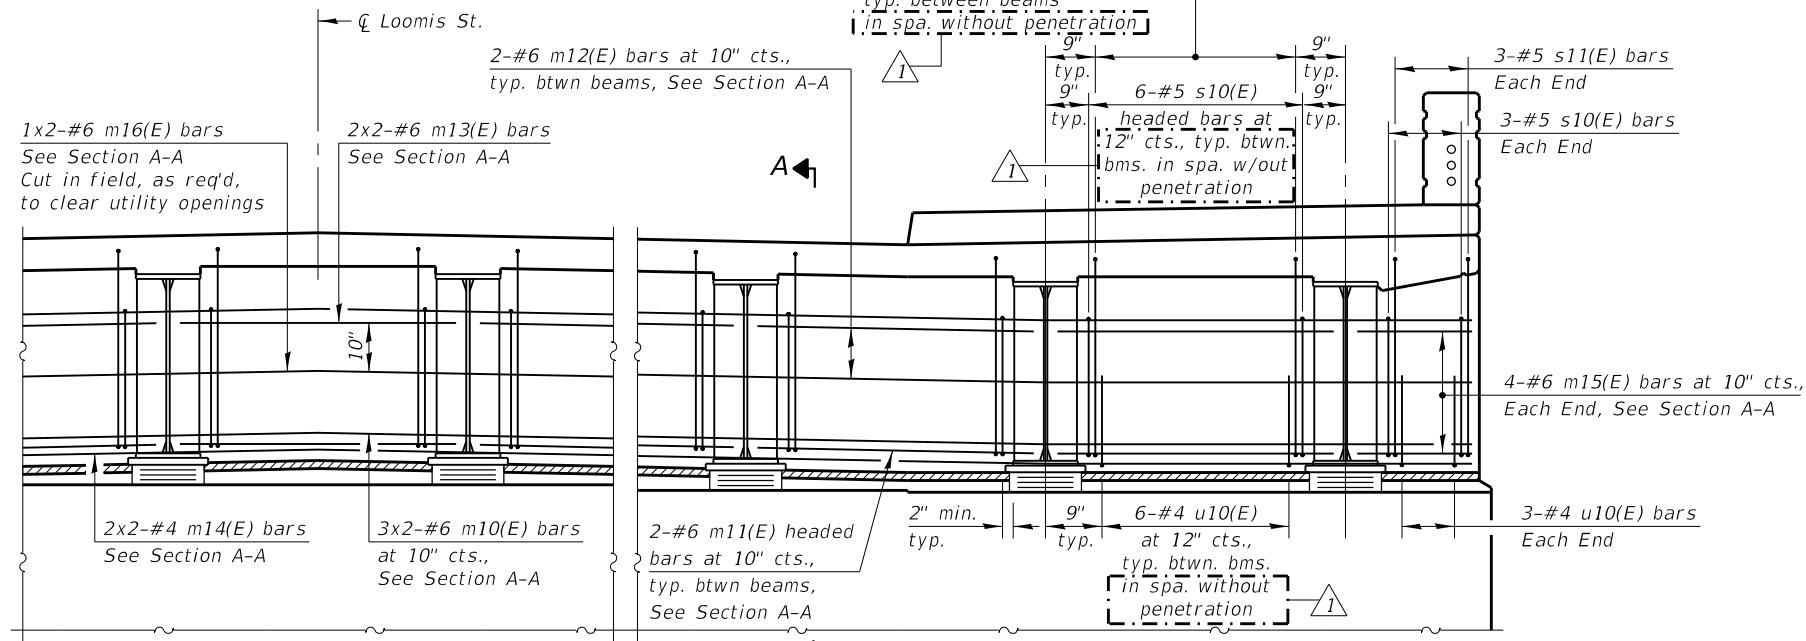 typ. between beams
in spa. without penetration
1
℄ Loomis St.
2-#6 m12(E) bars at 10" cts.,
typ. btwn beams, See Section A-A
9"
typ.
9"
typ.
3-#5 s11(E) bars
Each End
9"
typ.
6-#5 s10(E)
headed bars at
12" cts., typ. btwn.
bms. in spa. w/out
penetration
9"
typ.
1
3-#5 s10(E) bars
Each End
1x2-#6 m16(E) bars
See Section A-A
Cut in field, as req'd,
to clear utility openings
2x2-#6 m13(E) bars
See Section A-A
A
10"
4-#6 m15(E) bars at 10" cts.,
Each End, See Section A-A
2x2-#4 m14(E) bars
See Section A-A
3x2-#6 m10(E) bars
at 10" cts.,
See Section A-A
2-#6 m11(E) headed
bars at 10" cts.,
typ. btwn beams,
See Section A-A
2" min.
typ.
9"
typ.
6-#4 u10(E)
at 12" cts.,
typ. btwn. bms.
in spa. without
penetration
1
3-#4 u10(E) bars
Each End